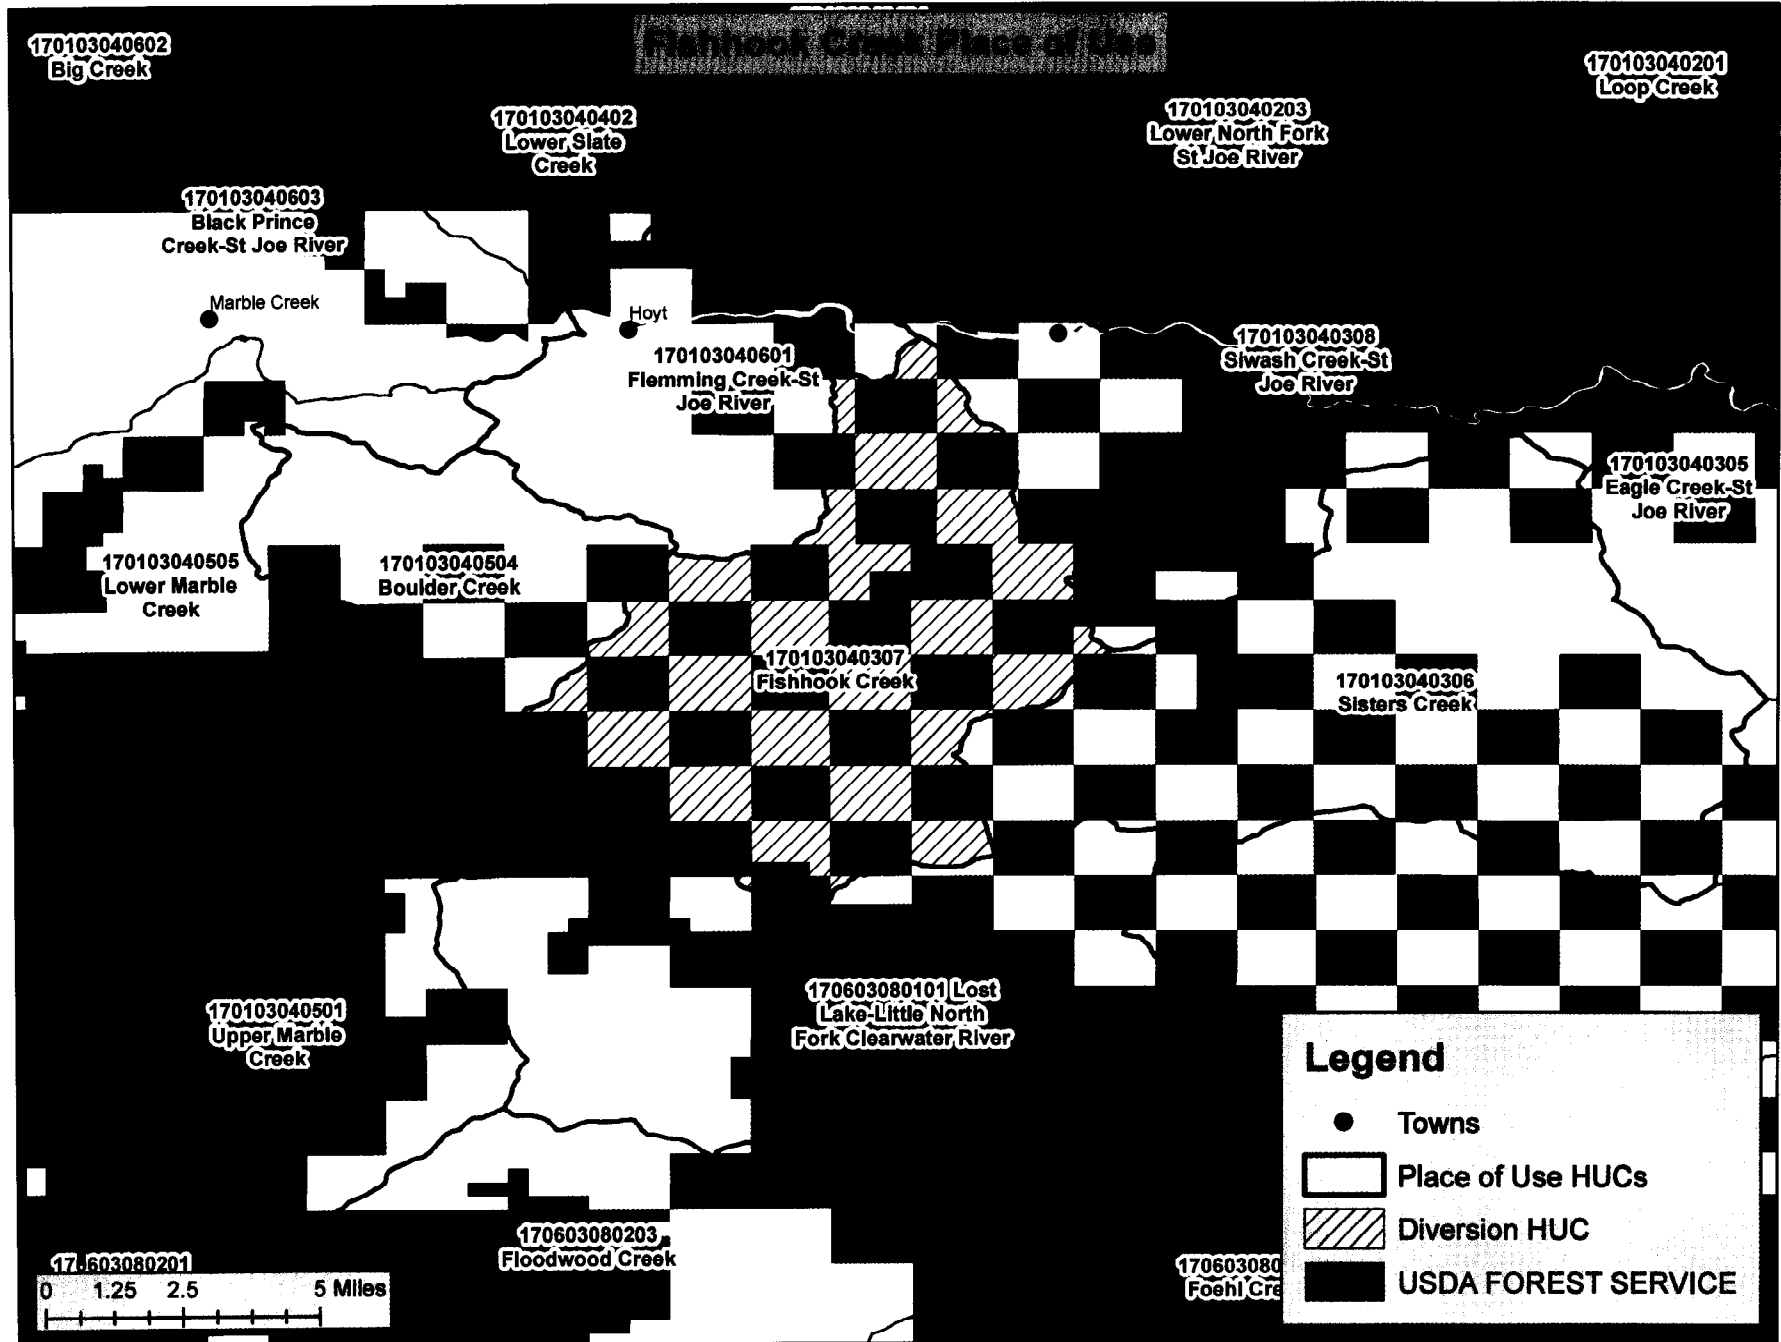 Fishhook Creek Place of Use
170103040602
Big Creek
170103040201
Loop Creek
170103040402
Lower Slate
Creek
170103040203
Lower North Fork
St Joe River
170103040603
Black Prince
Creek-St Joe River
Marble Creek
Hoyt
170103040601
Flemming Creek-St
Joe River
170103040308
Siwash Creek-St
Joe River
170103040305
Eagle Creek-St
Joe River
170103040505
Lower Marble
Creek
170103040504
Boulder Creek
170103040307
Fishhook Creek
170103040306
Sisters Creek
170103040501
Upper Marble
Creek
170603080101 Lost
Lake-Little North
Fork Clearwater River
170603080203
Floodwood Creek
170603080
Foehl Cre
170603080201
0 1.25 2.5 5 Miles
Legend
Towns
Place of Use HUCs
Diversion HUC
USDA FOREST SERVICE